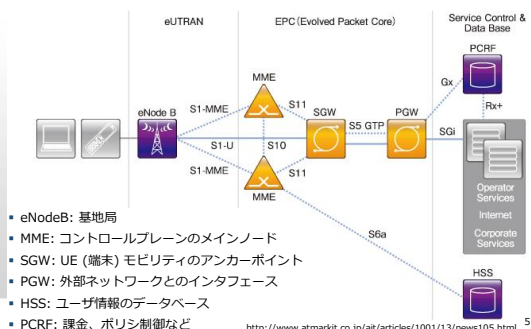 eUTRAN
EPC (Evolved Packet Core)
Service Control &
Data Base
PCRF
MME
Gx
eNode B
S1-MME
S11
SGW
PGW
Rx+
S5 GTP
SGi
S1-U
S10
S1-MME
S11
MME
Operator
Services
Internet
Corporate
Services
S6a
HSS
▪ eNodeB: 基地局
▪ MME: コントロールプレーンのメインノード
▪ SGW: UE (端末) モビリティのアンカーポイント
▪ PGW: 外部ネットワークとのインタフェース
▪ HSS: ユーザ情報のデータベース
▪ PCRF: 課金、ポリシ制御など
http://www.atmarkit.co.jp/ait/articles/1001/13/news105.html
5